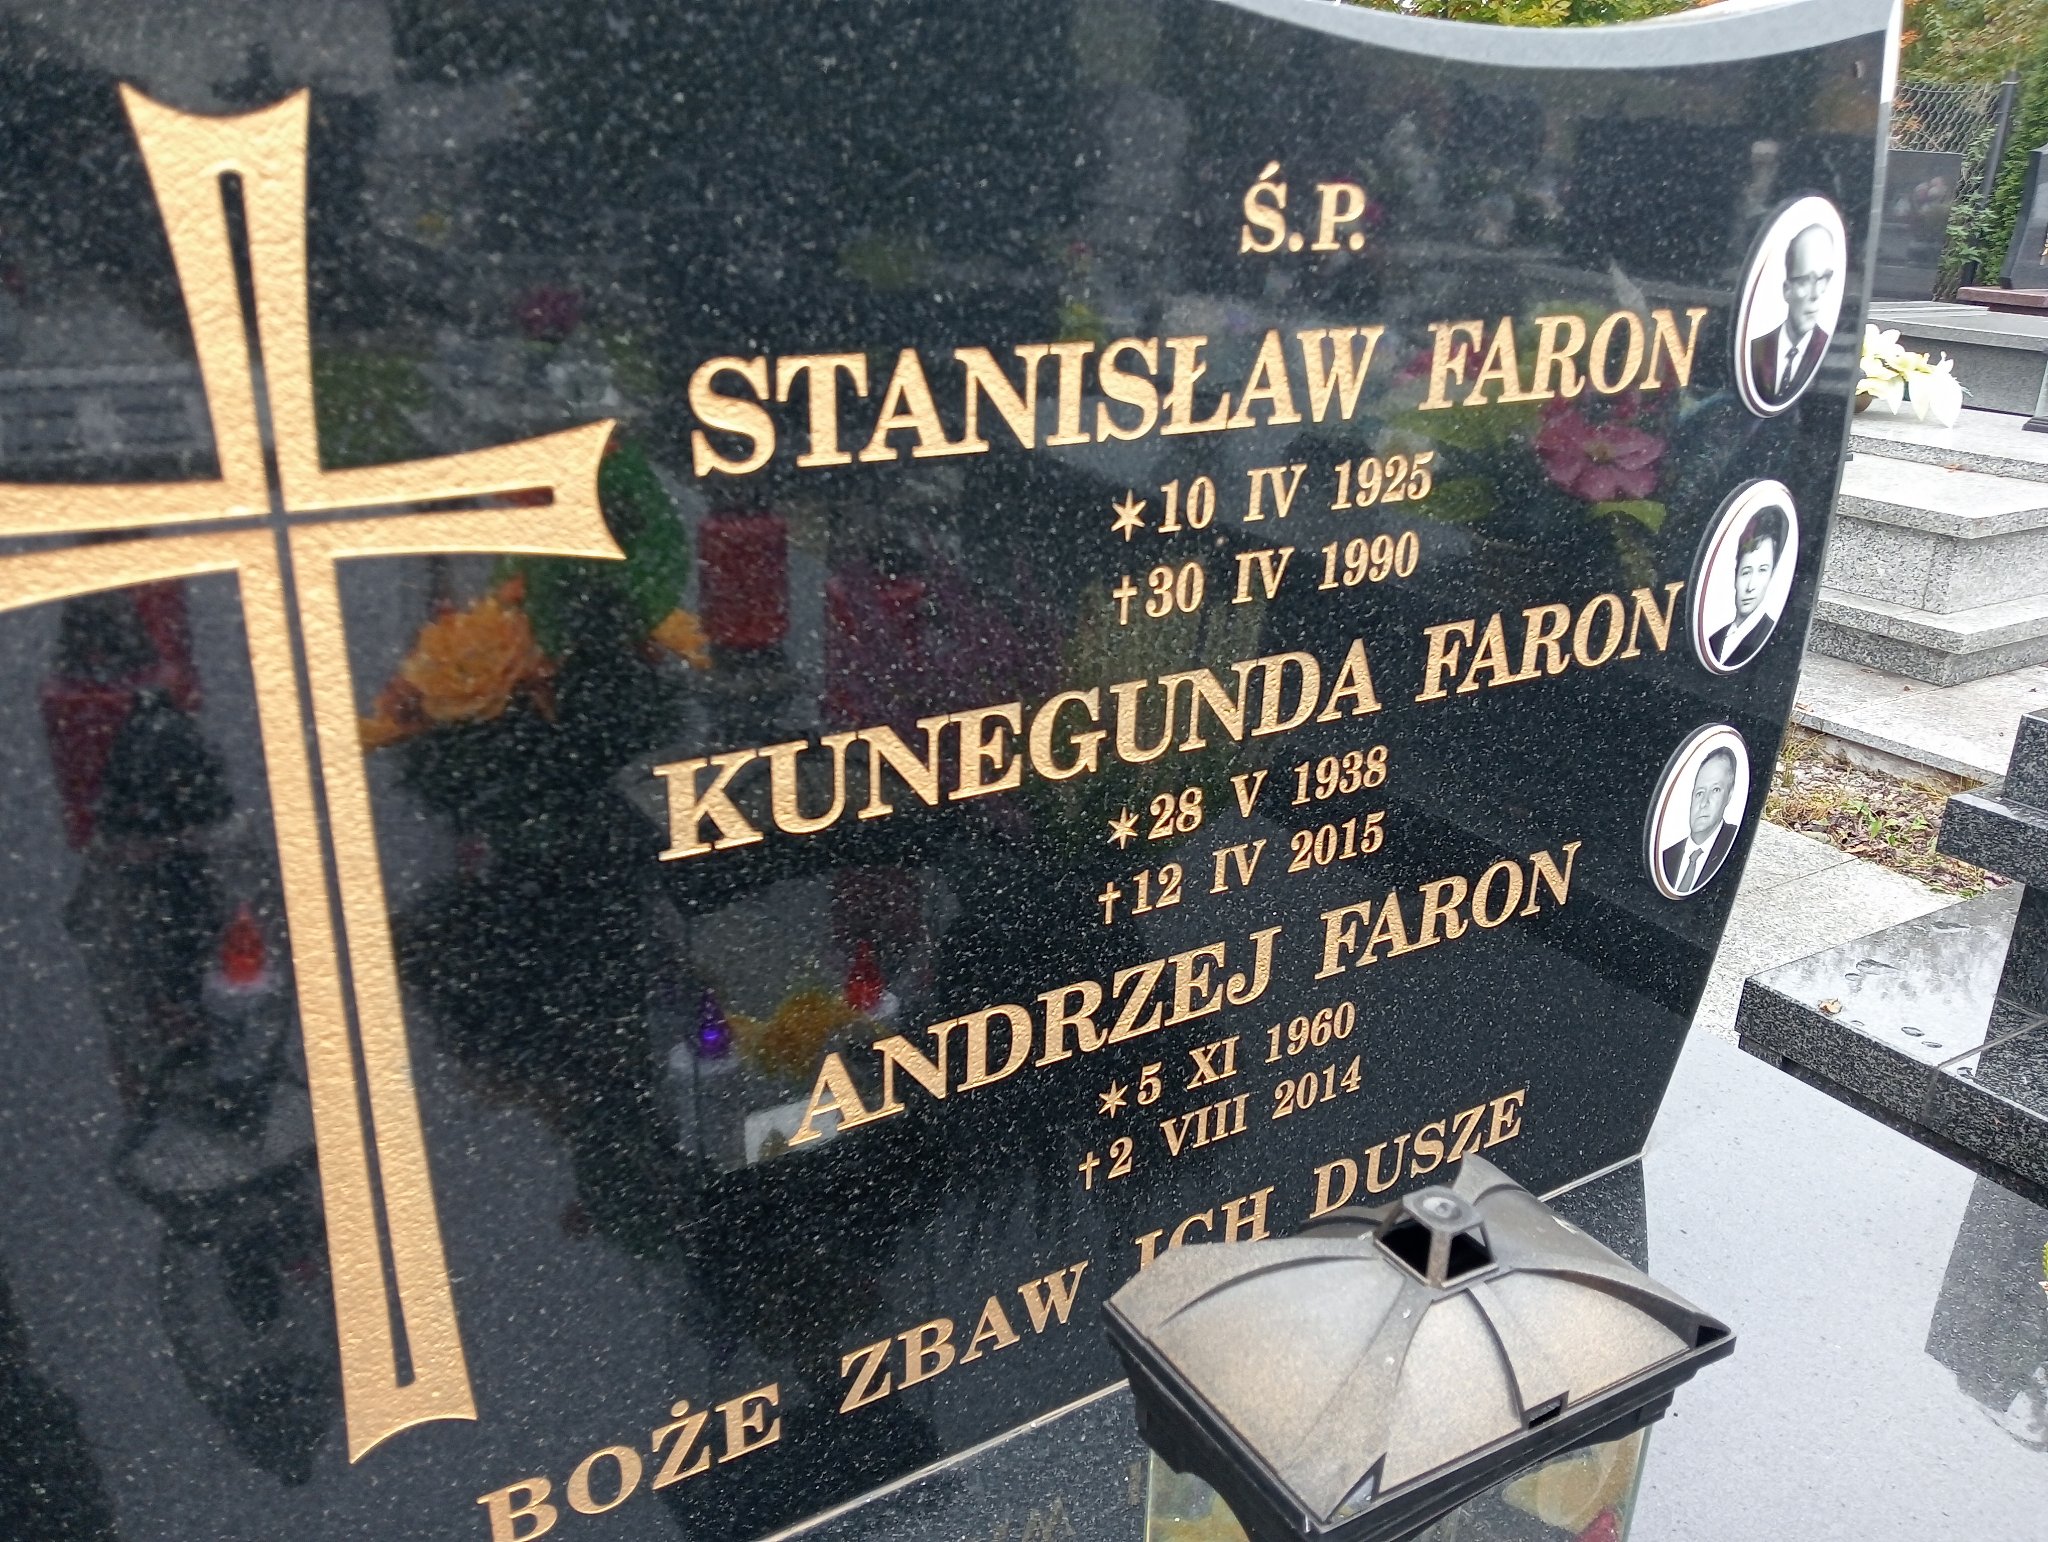 Ś.P.
STANISŁAW FARON
✶10 IV 1925
†30 IV 1990
KUNEGUNDA FARON
✶28 V 1938
†12 IV 2015
ANDRZEJ FARON
✶5 XI 1960
†2 VIII 2014
BOŻE ZBAW ICH DUSZE